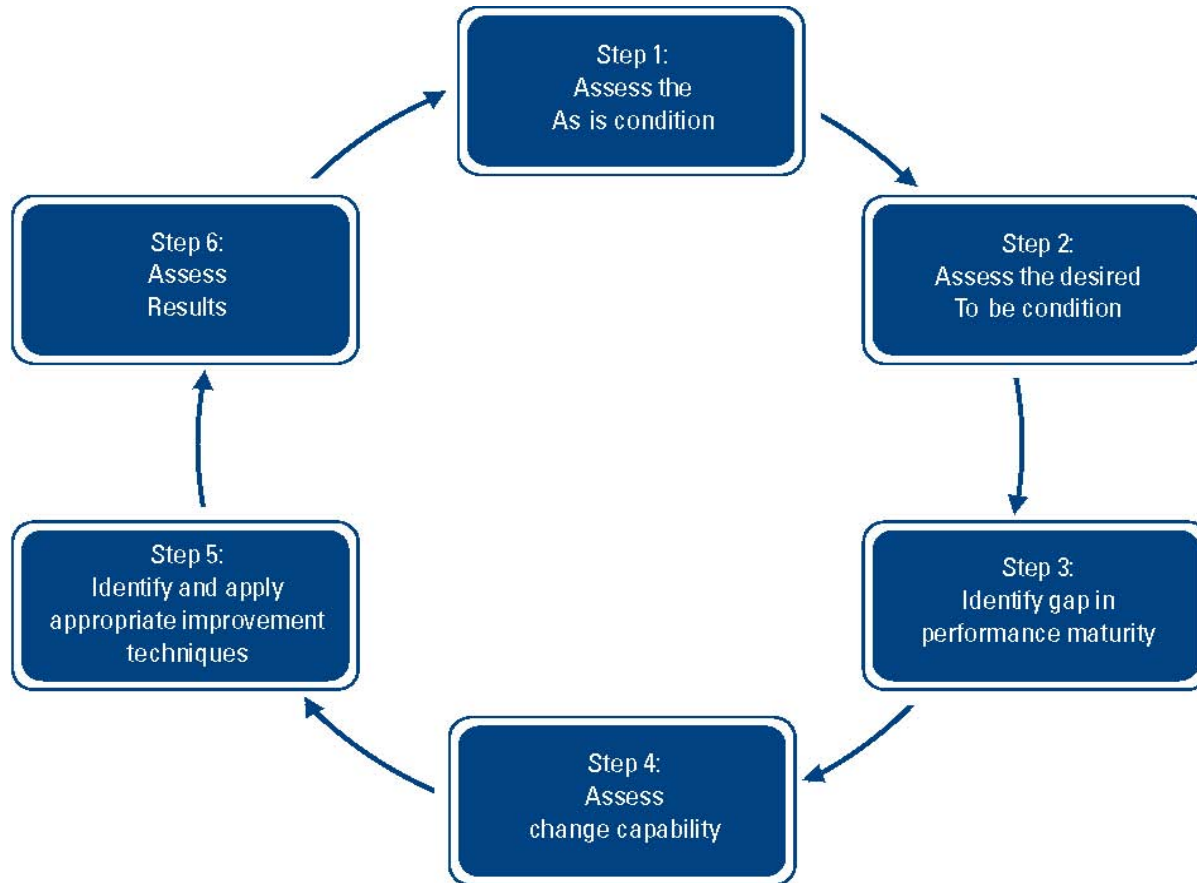 Step 1:
Assess the
As is condition
Step 2:
Assess the desired
To be condition
Step 3:
Identify gap in
performance maturity
Step 4:
Assess
change capability
Step 5:
Identify and apply
appropriate improvement
techniques
Step 6:
Assess
Results